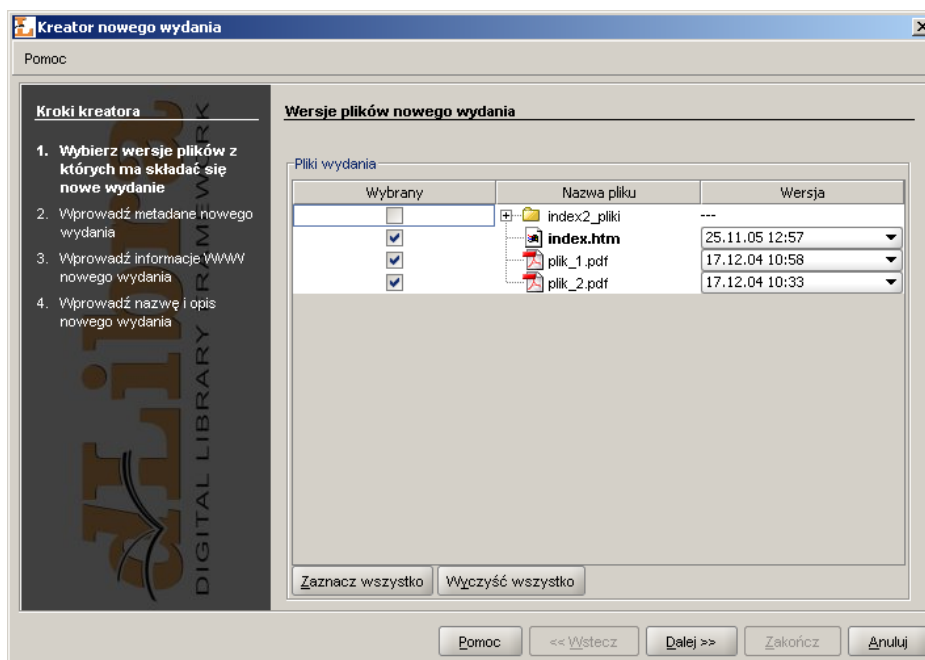 Kreator nowego wydania
Pomoc
Kroki kreatora
1. Wybierz wersje plików z
których ma składać się
nowe wydanie
2. Wprowadź metadane nowego
wydania
3. Wprowadź informacje WWW
nowego wydania
4. Wprowadź nazwę i opis
nowego wydania
dLibra
DIGITAL LIBRARY FRAMEWORK
Wersje plików nowego wydania
Pliki wydania
Wybrany Nazwa pliku Wersja
index2_pliki ---
index.htm 25.11.05 12:57
plik_1.pdf 17.12.04 10:58
plik_2.pdf 17.12.04 10:33
Zaznacz wszystko Wyczyść wszystko
Pomoc << Wstecz Dalej >> Zakończ Anuluj